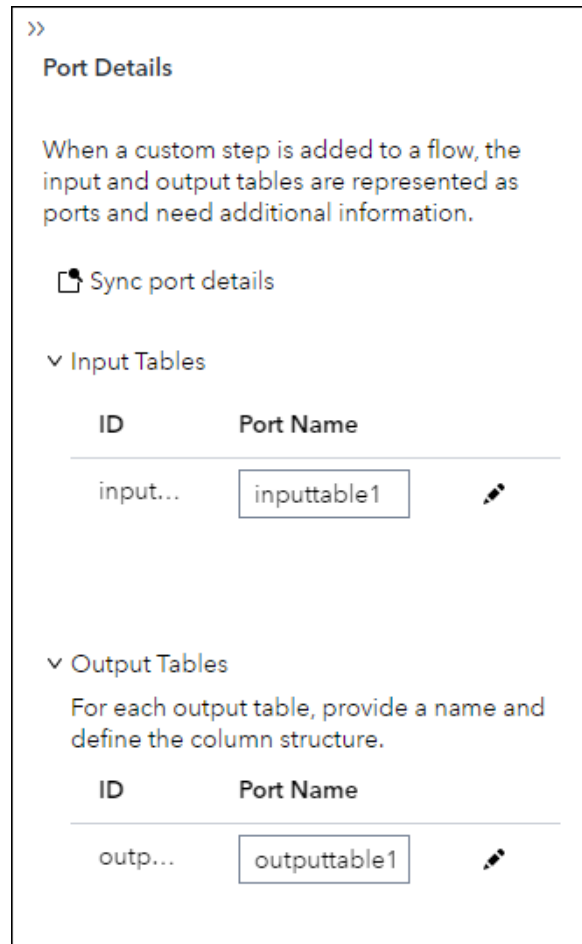 Port Details
When a custom step is added to a flow, the
input and output tables are represented as
ports and need additional information.
Sync port details
Input Tables
ID Port Name
input... inputtable1
Output Tables
For each output table, provide a name and
define the column structure.
ID Port Name
outp... outputtable1